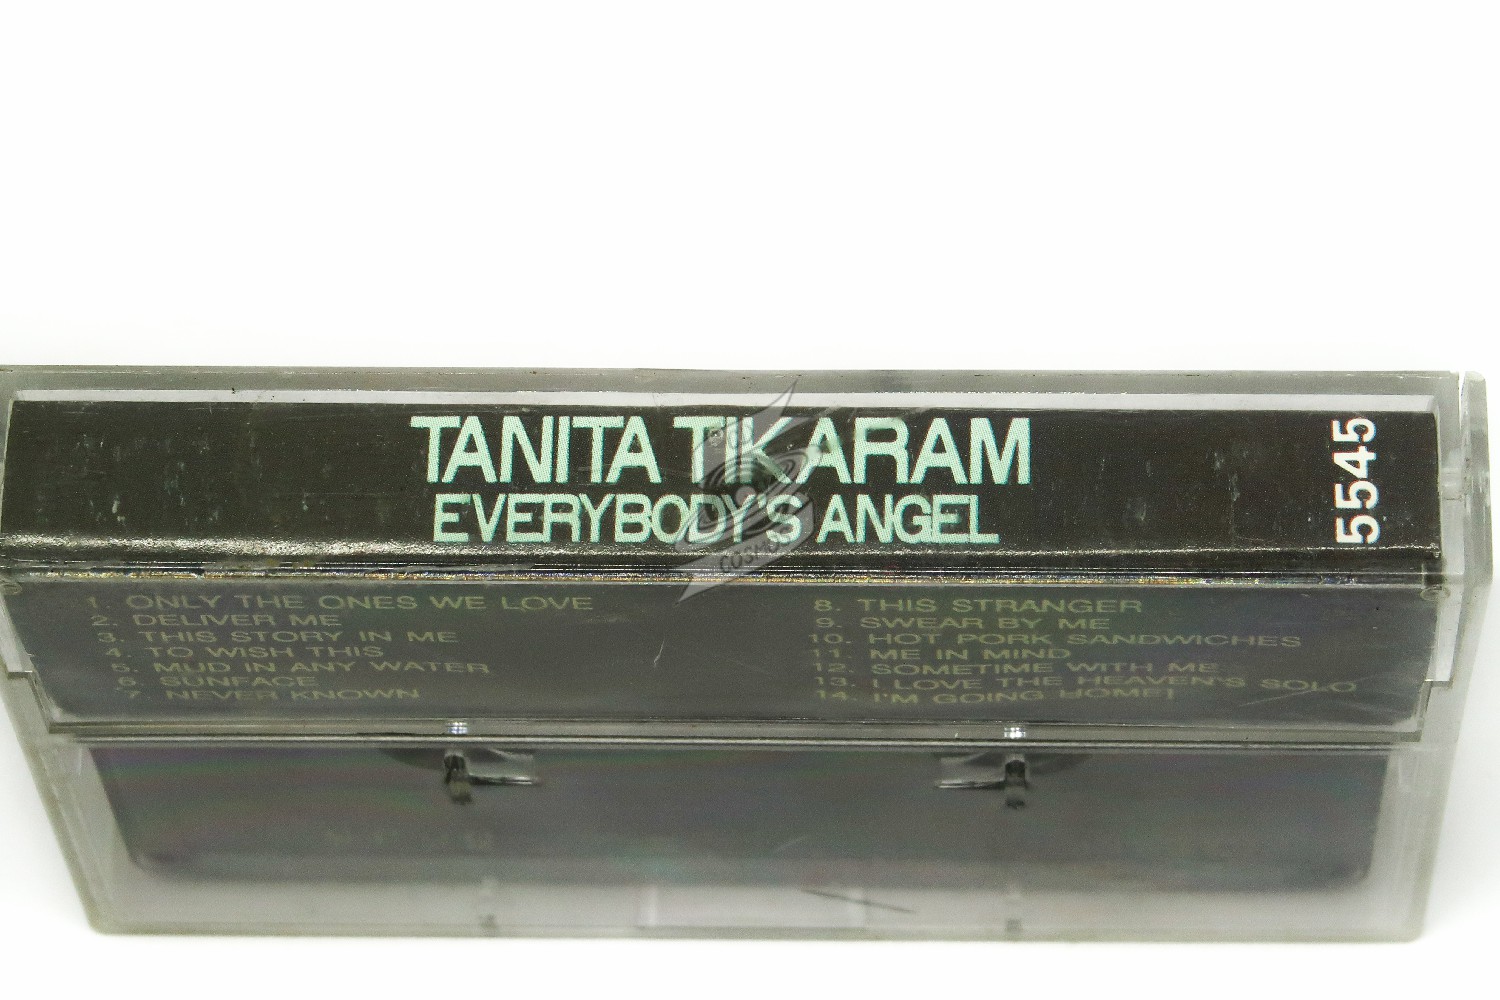 TANITA TIKARAM
EVERYBODY'S ANGEL
5545
1. ONLY THE ONES WE LOVE
2. DELIVER ME
3. THIS STORY IN ME
4. TO WISH THIS
5. MUD IN ANY WATER
6. SUNFACE
7. NEVER KNOWN
8. THIS STRANGER
9. SWEAR BY ME
10. HOT PORK SANDWICHES
11. ME IN MIND
12. SOMETIME WITH ME
13. I LOVE THE HEAVEN'S SOLO
14. I'M GOING HOME